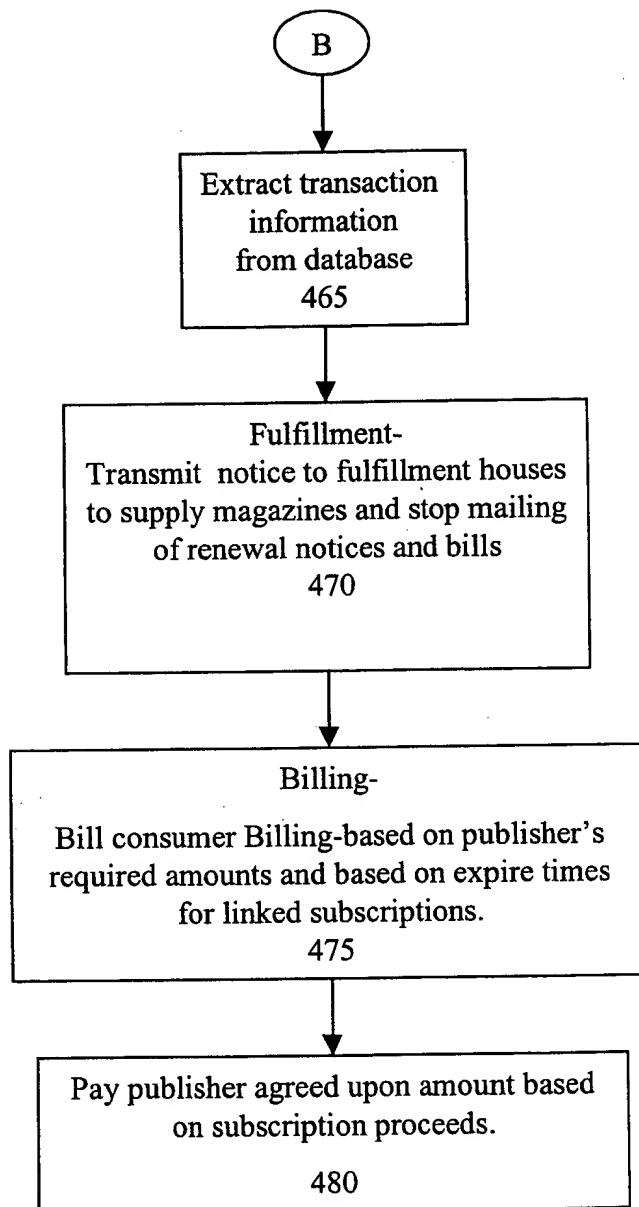 B
Extract transaction
information
from database
465
Fulfillment-
Transmit notice to fulfillment houses
to supply magazines and stop mailing
of renewal notices and bills
470
Billing-
Bill consumer Billing-based on publisher's
required amounts and based on expire times
for linked subscriptions.
475
Pay publisher agreed upon amount based
on subscription proceeds.
480